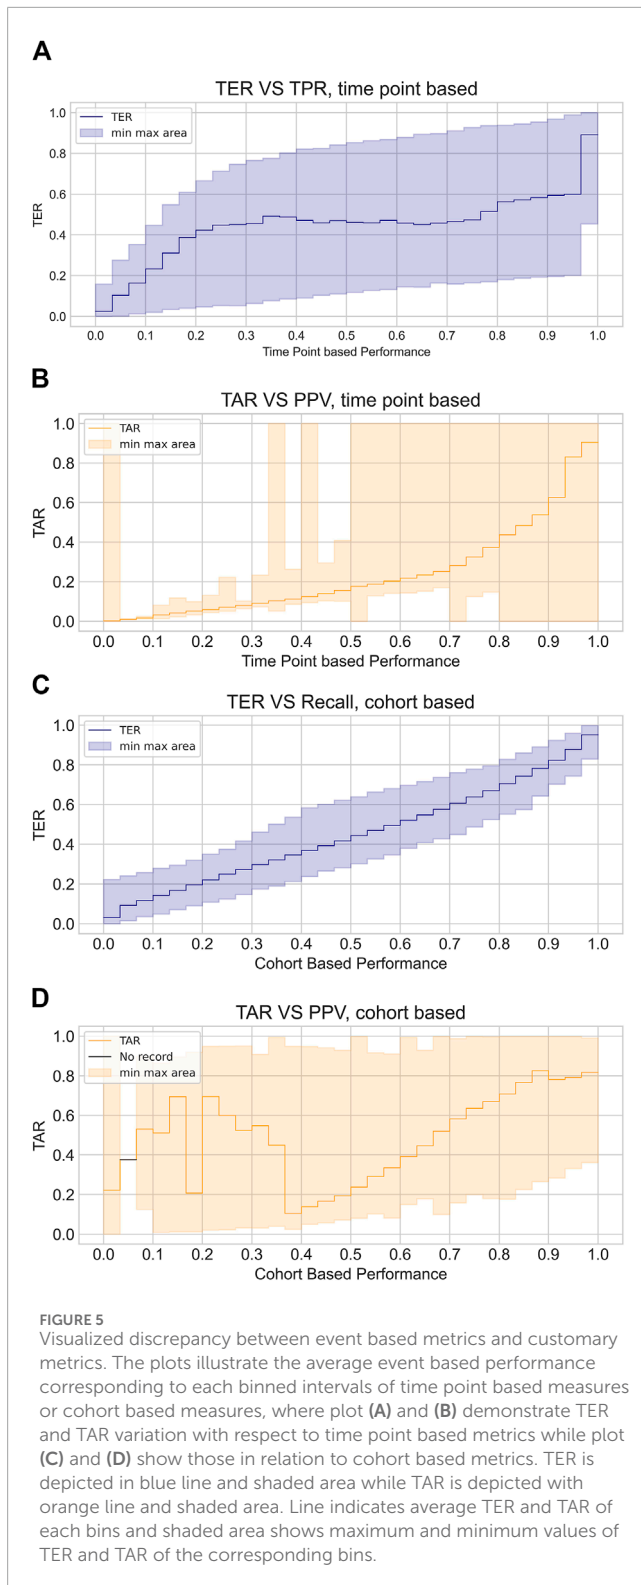 A
TER VS TPR, time point based
TER
min max area
1.0
0.8
0.6
0.4
0.2
0.0
TER
0.0 0.1 0.2 0.3 0.4 0.5 0.6 0.7 0.8 0.9 1.0
Time Point based Performance
B
TAR VS PPV, time point based
TAR
min max area
1.0
0.8
0.6
0.4
0.2
0.0
TAR
0.0 0.1 0.2 0.3 0.4 0.5 0.6 0.7 0.8 0.9 1.0
Time Point based Performance
C
TER VS Recall, cohort based
TER
min max area
1.0
0.8
0.6
0.4
0.2
0.0
TER
0.0 0.1 0.2 0.3 0.4 0.5 0.6 0.7 0.8 0.9 1.0
Cohort Based Performance
D
TAR VS PPV, cohort based
TAR
No record
min max area
1.0
0.8
0.6
0.4
0.2
0.0
TAR
0.0 0.1 0.2 0.3 0.4 0.5 0.6 0.7 0.8 0.9 1.0
Cohort Based Performance
FIGURE 5
Visualized discrepancy between event based metrics and customary
metrics. The plots illustrate the average event based performance
corresponding to each binned intervals of time point based measures
or cohort based measures, where plot (A) and (B) demonstrate TER
and TAR variation with respect to time point based metrics while plot
(C) and (D) show those in relation to cohort based metrics. TER is
depicted in blue line and shaded area while TAR is depicted with
orange line and shaded area. Line indicates average TER and TAR of
each bins and shaded area shows maximum and minimum values of
TER and TAR of the corresponding bins.